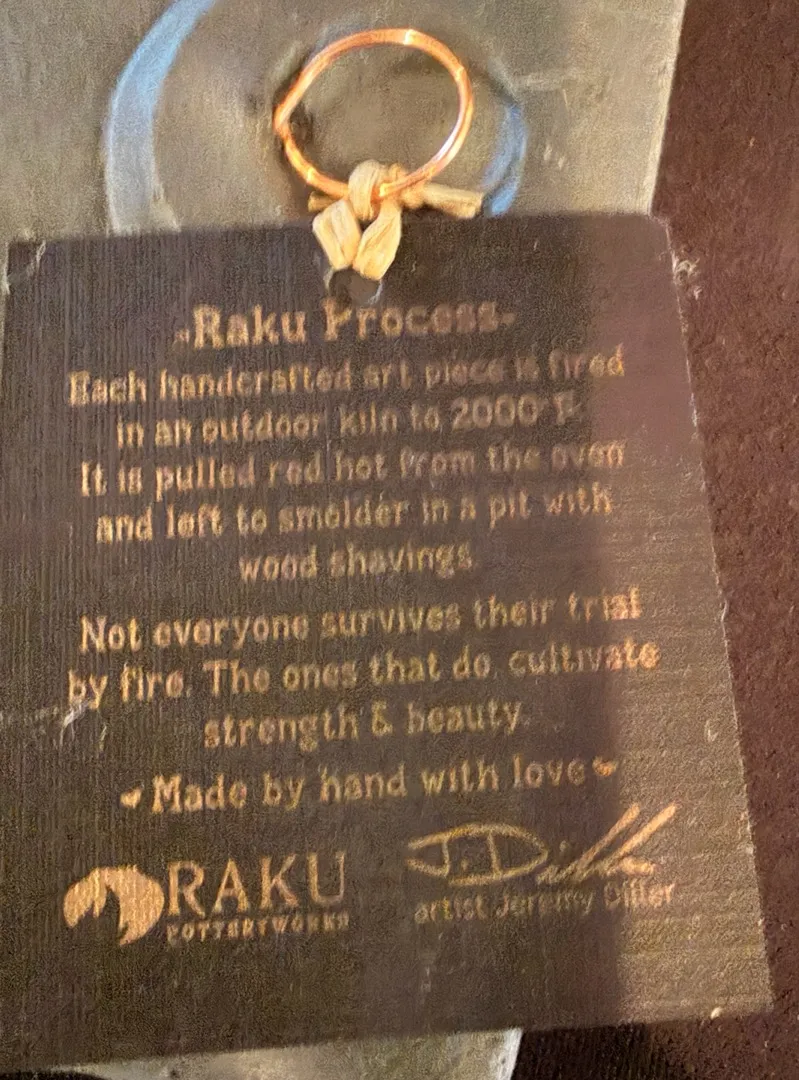 -Raku Process-
Each handcrafted art piece is fired
in an outdoor kiln to 2000°F.
It is pulled red hot from the oven
and left to smolder in a pit with
wood shavings.
Not everyone survives their trial
by fire. The ones that do, cultivate
strength & beauty.
Made by hand with love
RAKU
POTTERYWORKS
J. Diller
artist Jeremy Diller